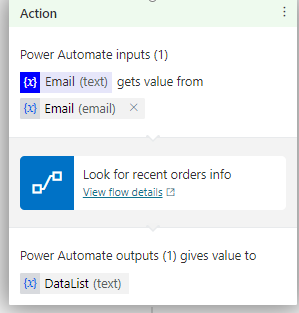 Action
Power Automate inputs (1)
{x} Email (text) gets value from
{x} Email (email) ×
Look for recent orders info
View flow details
Power Automate outputs (1) gives value to
{x} DataList (text)